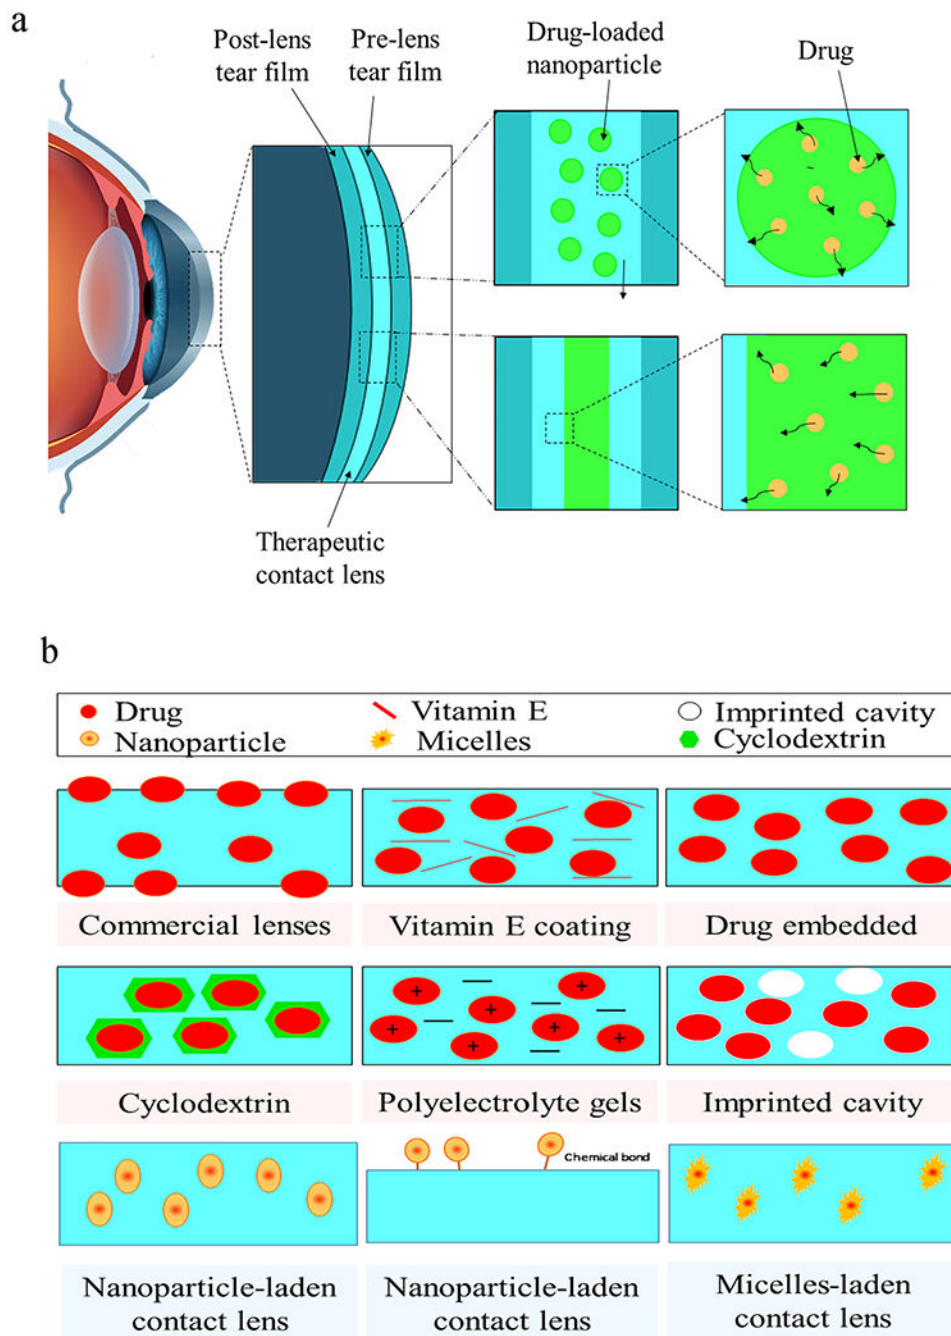 a
Post-lens
tear film
Pre-lens
tear film
Drug-loaded
nanoparticle
Drug
Therapeutic
contact lens
b
Drug
Vitamin E
Imprinted cavity
Nanoparticle
Micelles
Cyclodextrin
Commercial lenses
Vitamin E coating
Drug embedded
+ + + + + +
Cyclodextrin
Polyelectrolyte gels
Imprinted cavity
Chemical bond
Nanoparticle-laden
contact lens
Nanoparticle-laden
contact lens
Micelles-laden
contact lens